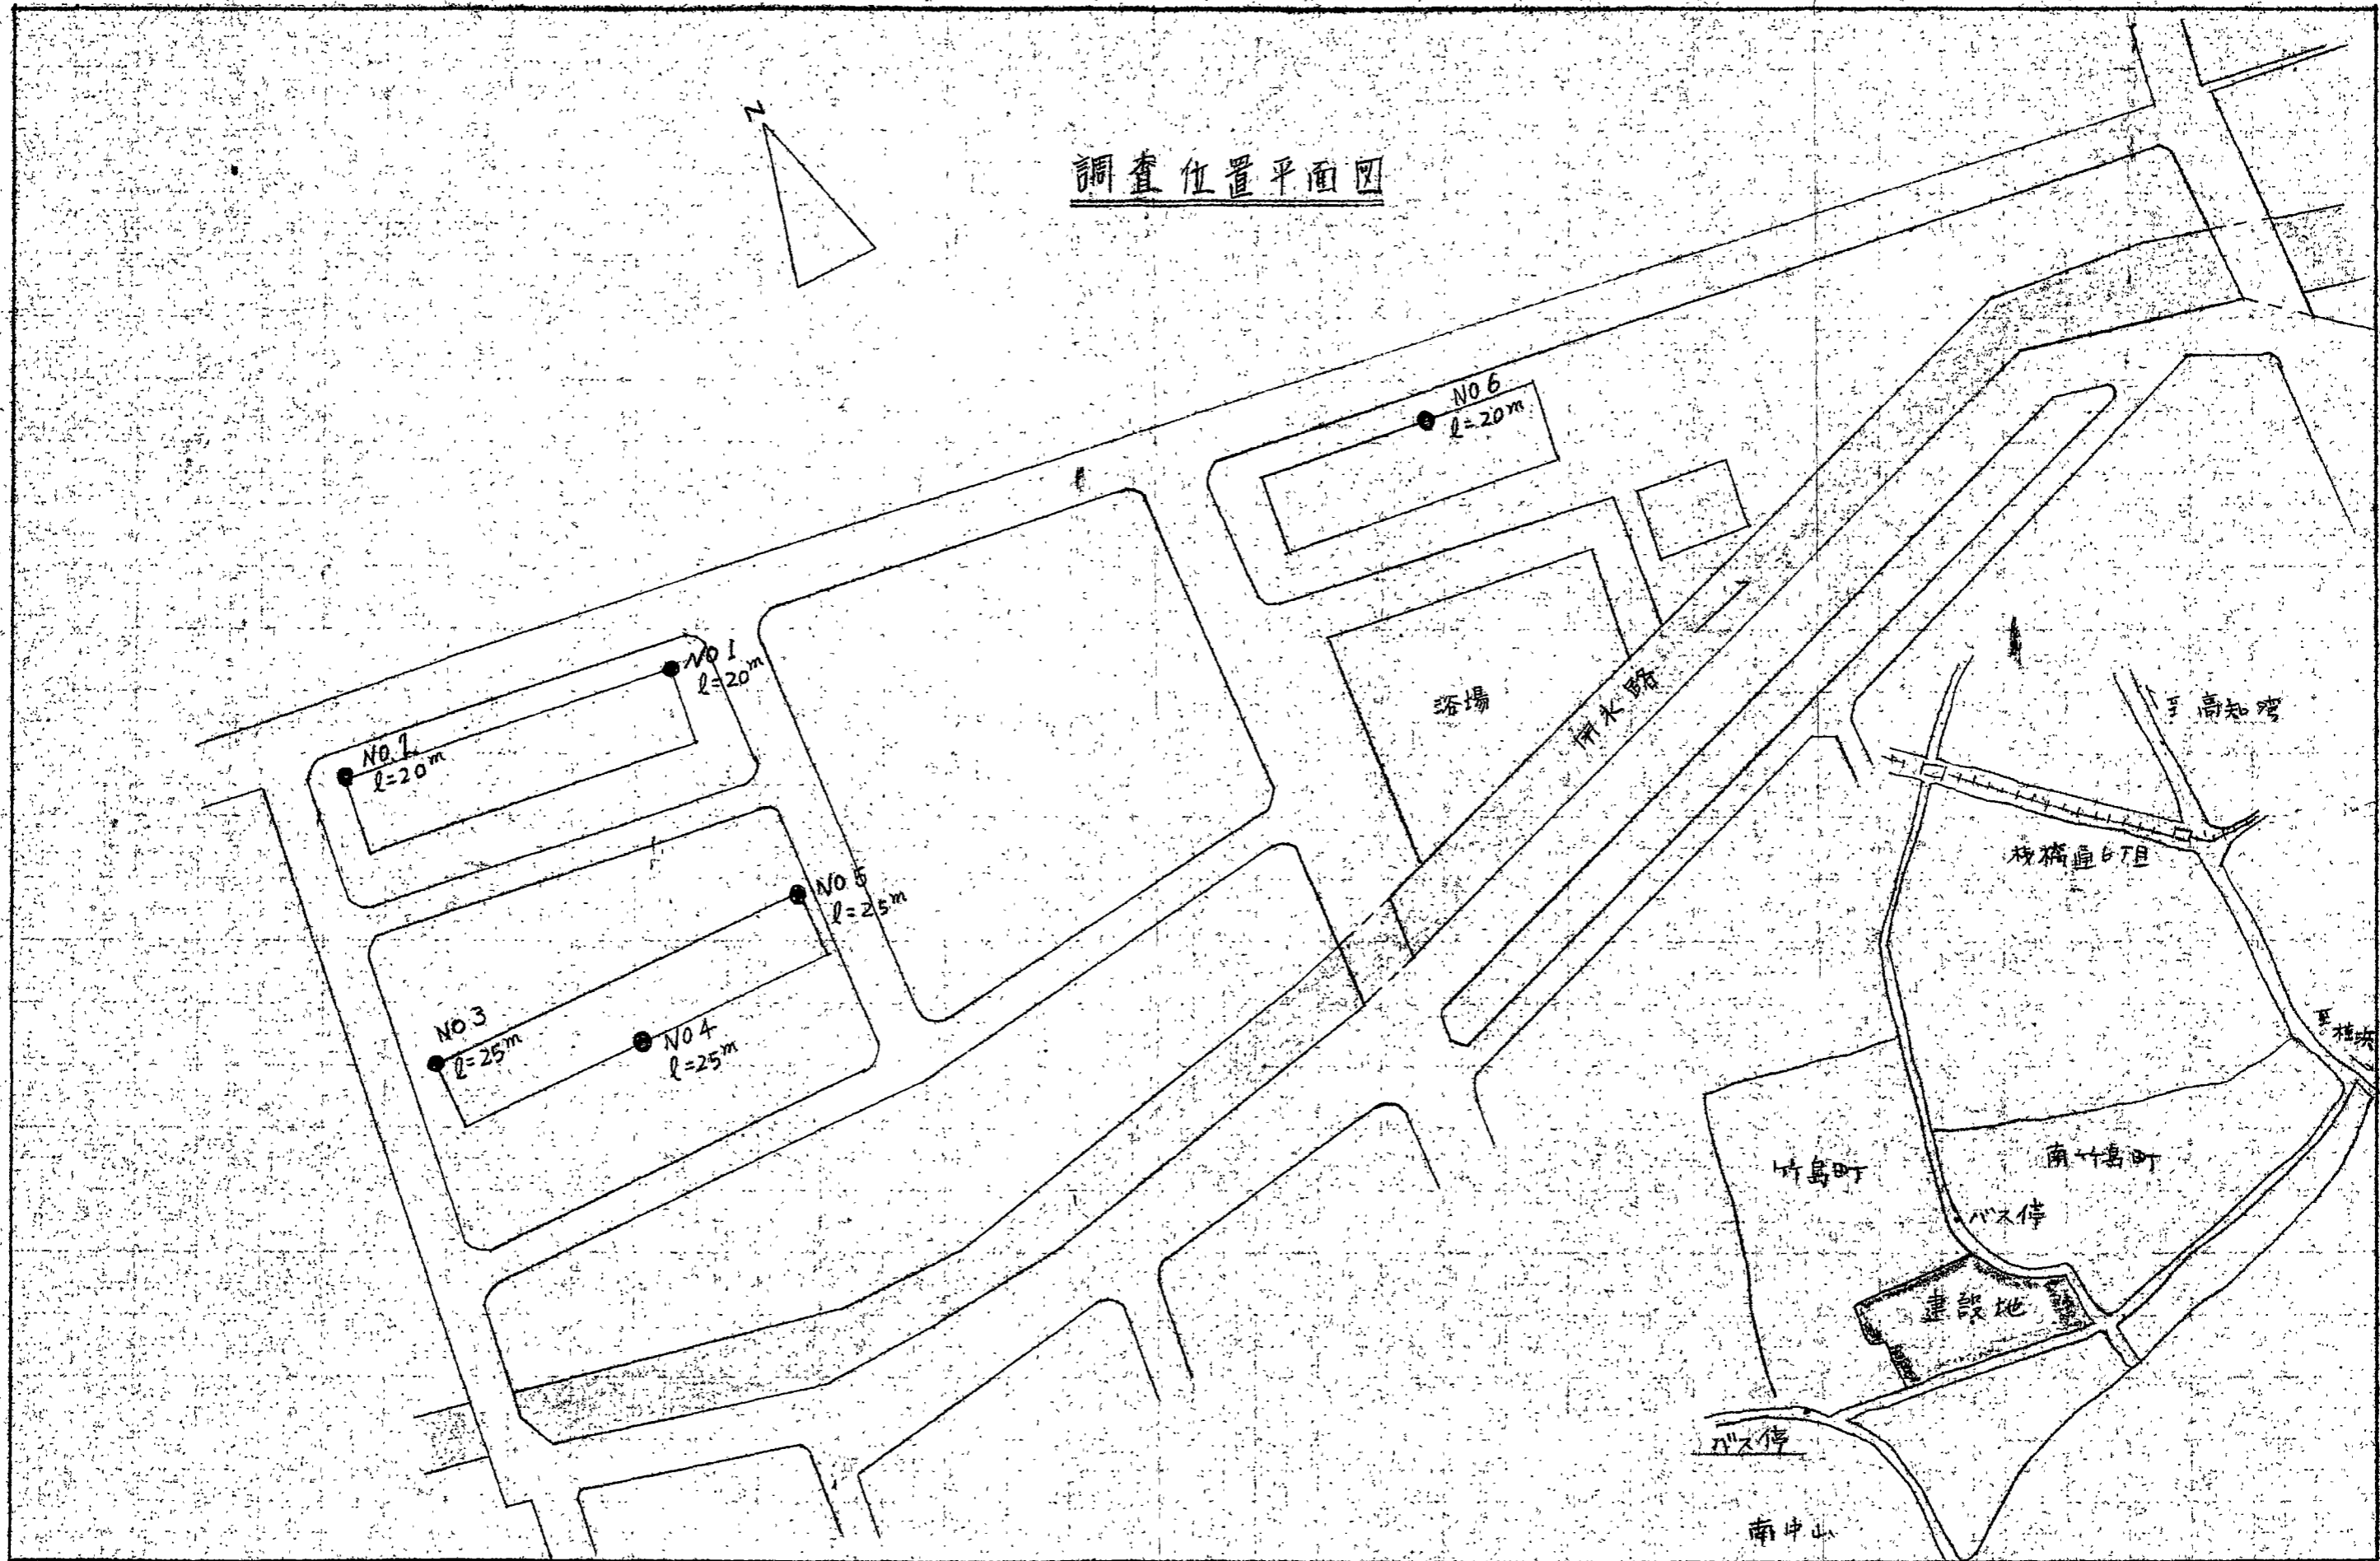 調査位置平面図
N
NO 6
l=20m
NO 1
l=20m
NO.2
l=20m
浴場
排水路
至 高知湾
桟橋通6丁目
NO 5
l=25m
NO 3
l=25m
NO 4
l=25m
至 桂浜
竹島町
南竹島町
バス停
建設地
バス停
南中山